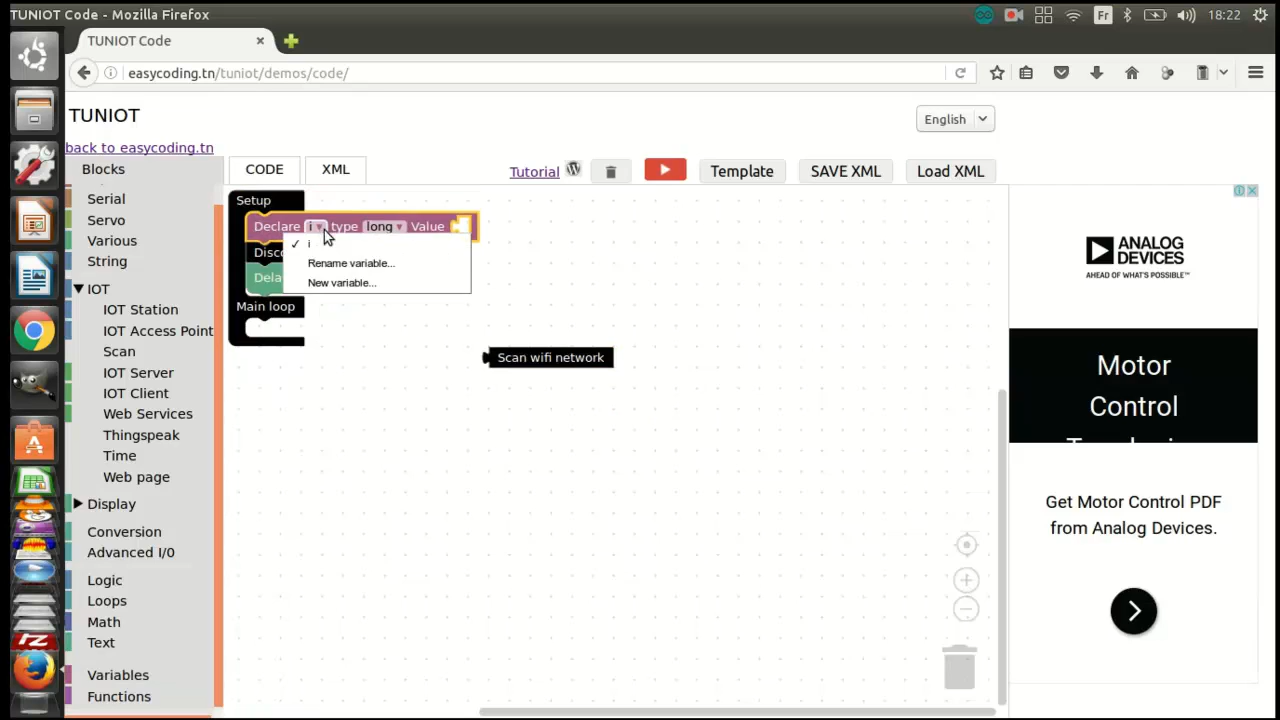 TUNIOT Code - Mozilla Firefox
Fr
18:22
TUNIOT Code
easycoding.tn/tuniot/demos/code/
TUNIOT
English
back to easycoding.tn
Blocks
CODE
XML
Tutorial
Template
SAVE XML
Load XML
Serial
Servo
Various
String
IOT
IOT Station
IOT Access Point
Scan
IOT Server
IOT Client
Web Services
Thingspeak
Time
Web page
Display
Conversion
Advanced I/0
Logic
Loops
Math
Text
Variables
Functions
Setup
Declare i type long Value
✓ i
Rename variable...
New variable...
Main loop
Scan wifi network
ANALOG
DEVICES
AHEAD OF WHAT'S POSSIBLE™
Motor
Control
Get Motor Control PDF
from Analog Devices.